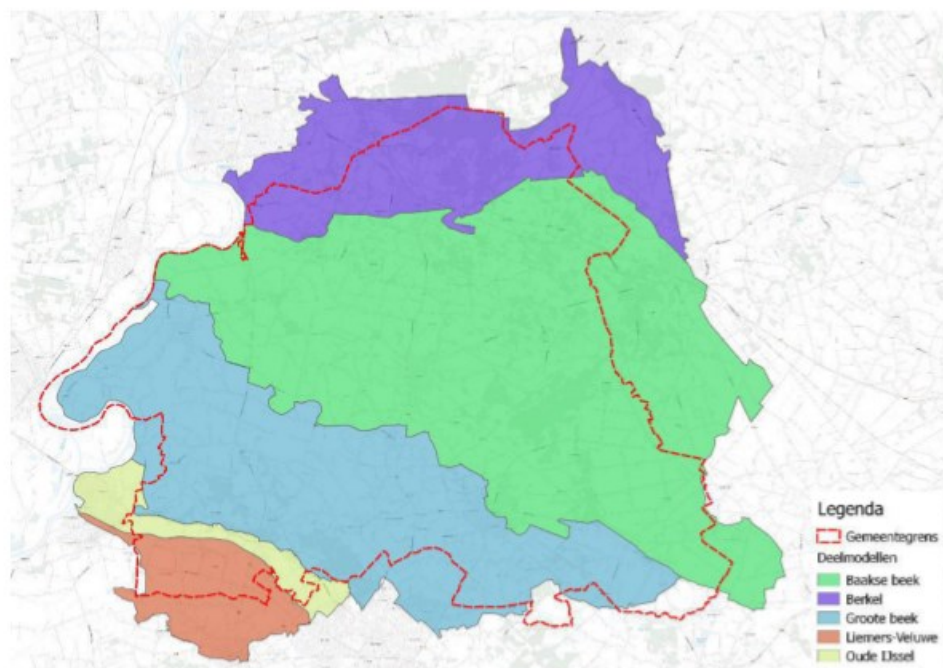 Legenda
Gemeentegrens
Deelmodellen
Baakse beek
Berkel
Groote beek
Liemers-Veluwe
Oude IJssel